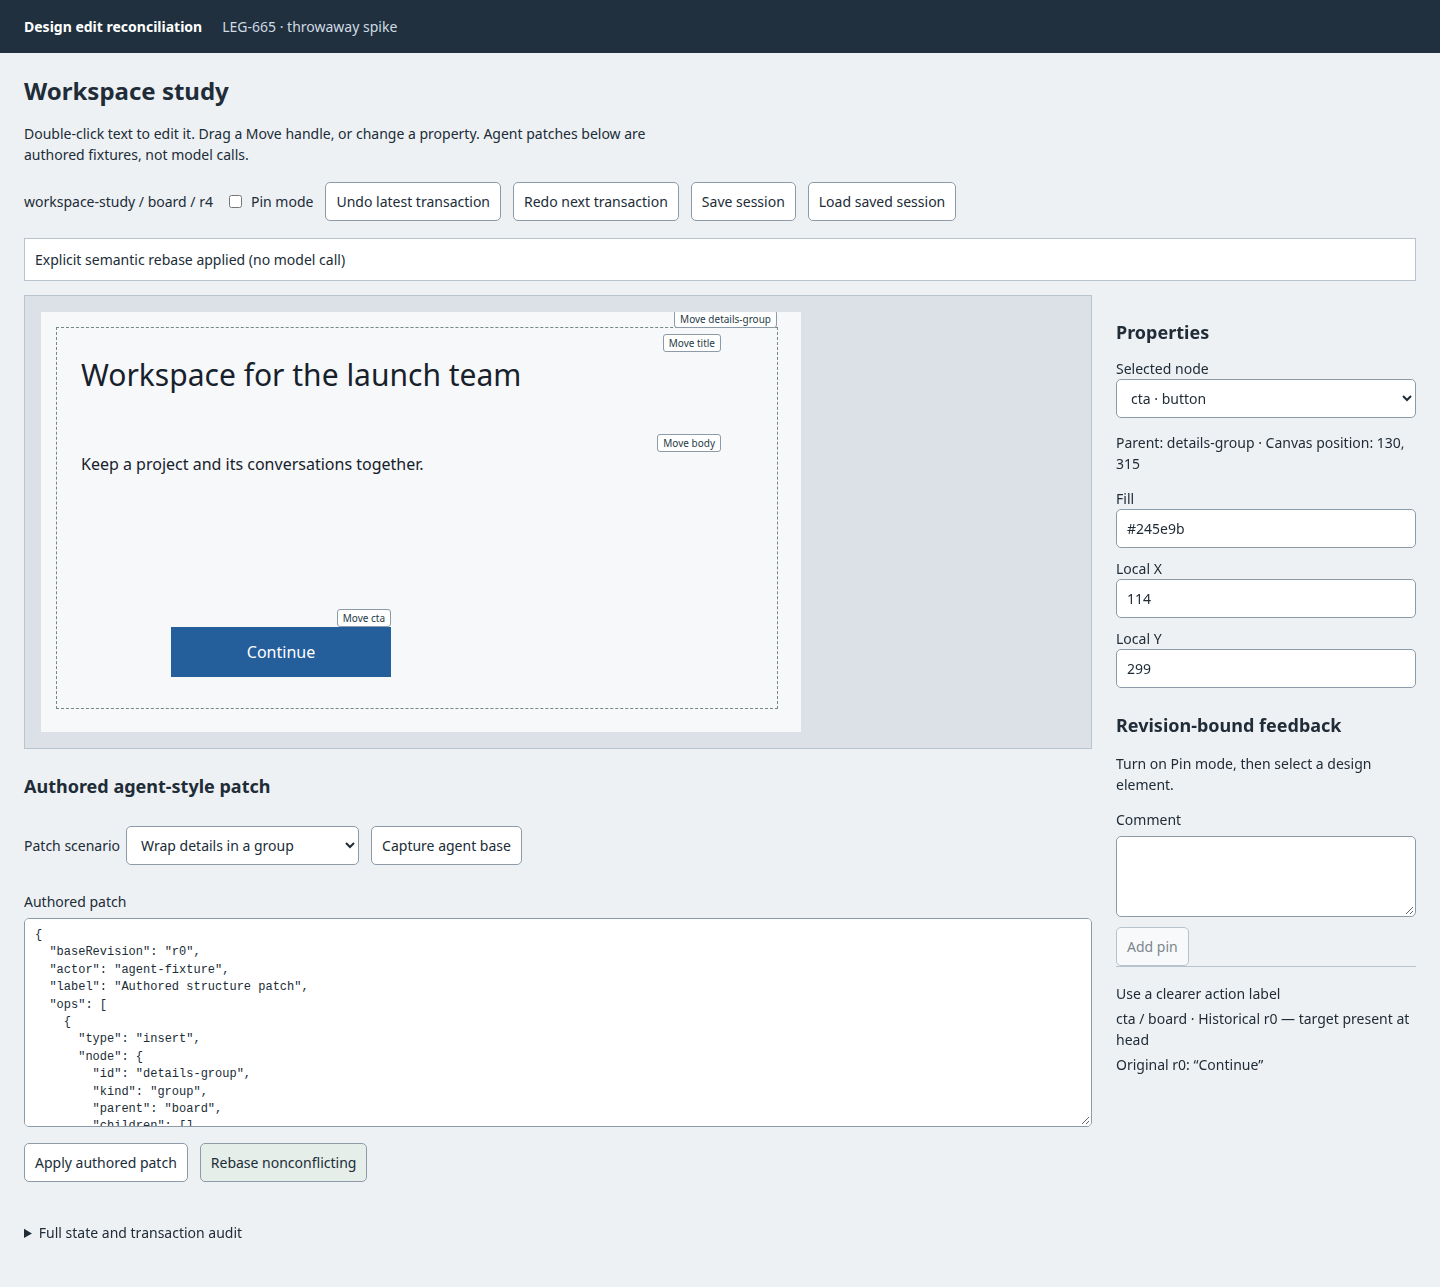 Design edit reconciliation LEG-665 · throwaway spike
Workspace study
Double-click text to edit it. Drag a Move handle, or change a property. Agent patches below are
authored fixtures, not model calls.
workspace-study / board / r4 Pin mode Undo latest transaction Redo next transaction Save session Load saved session
Explicit semantic rebase applied (no model call)
Move details-group
Move title
Workspace for the launch team
Move body
Keep a project and its conversations together.
Move cta
Continue
Properties
Selected node
cta · button
Parent: details-group · Canvas position: 130,
315
Fill
#245e9b
Local X
114
Local Y
299
Revision-bound feedback
Turn on Pin mode, then select a design
element.
Comment
Add pin
Use a clearer action label
cta / board · Historical r0 — target present at
head
Original r0: “Continue”
Authored agent-style patch
Patch scenario Wrap details in a group Capture agent base
Authored patch
{
"baseRevision": "r0",
"actor": "agent-fixture",
"label": "Authored structure patch",
"ops": [
{
"type": "insert",
"node": {
"id": "details-group",
"kind": "group",
"parent": "board",
"children": []
Apply authored patch Rebase nonconflicting
Full state and transaction audit